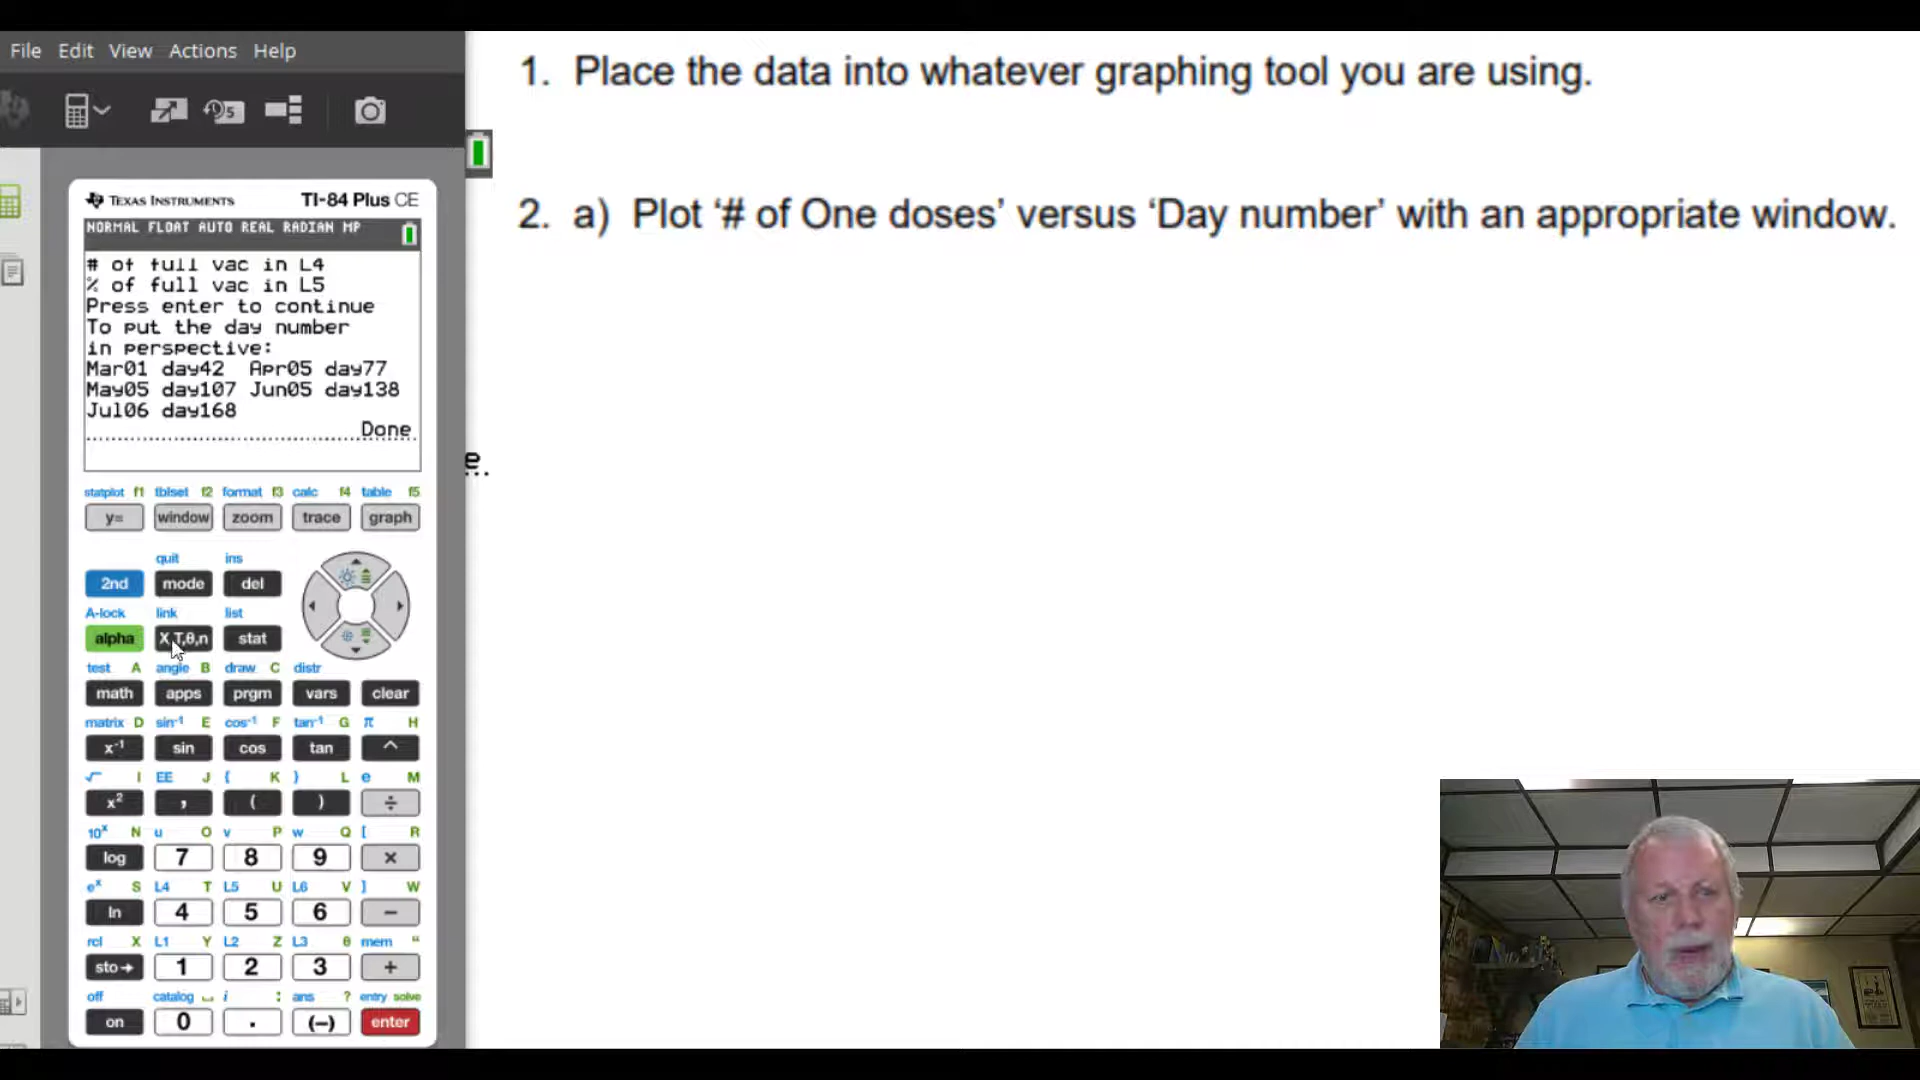 File Edit View Actions Help
1. Place the data into whatever graphing tool you are using.
2. a) Plot ‘# of One doses’ versus ‘Day number’ with an appropriate window.
TEXAS INSTRUMENTS TI-84 Plus CE
NORMAL FLOAT AUTO REAL RADIAN MP
# of full vac in L4
% of full vac in L5
Press enter to continue
To put the day number
in perspective:
Mar01 day42 Apr05 day77
May05 day107 Jun05 day138
Jul06 day168
Done
e.
statplot f1 tblset f2 format f3 calc f4 table f5
y= window zoom trace graph
quit ins
2nd mode del
A-lock link list
alpha X,T,θ,n stat
test A angle B draw C distr
math apps prgm vars clear
matrix D sin-1 E cos-1 F tan-1 G π H
x-1 sin cos tan ^
√ I EE J { K } L e M
x2 , ( ) ÷
10x N u O v P w Q [ R
log 7 8 9 ×
ex S L4 T L5 U L6 V ] W
ln 4 5 6 −
rcl X L1 Y L2 Z L3 θ mem "
sto→ 1 2 3 +
off catalog i : ans ? entry solve
on 0 . (−) enter